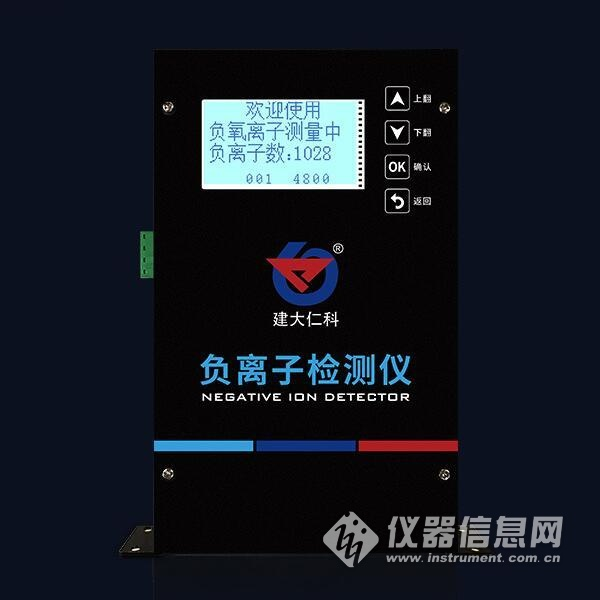 欢迎使用
负氧离子测量中
负离子数:1028
001 4800
上翻
下翻
OK 确认
返回
®
建大仁科
负离子检测仪
NEGATIVE ION DETECTOR
仪器信息网
www.instrument.com.cn